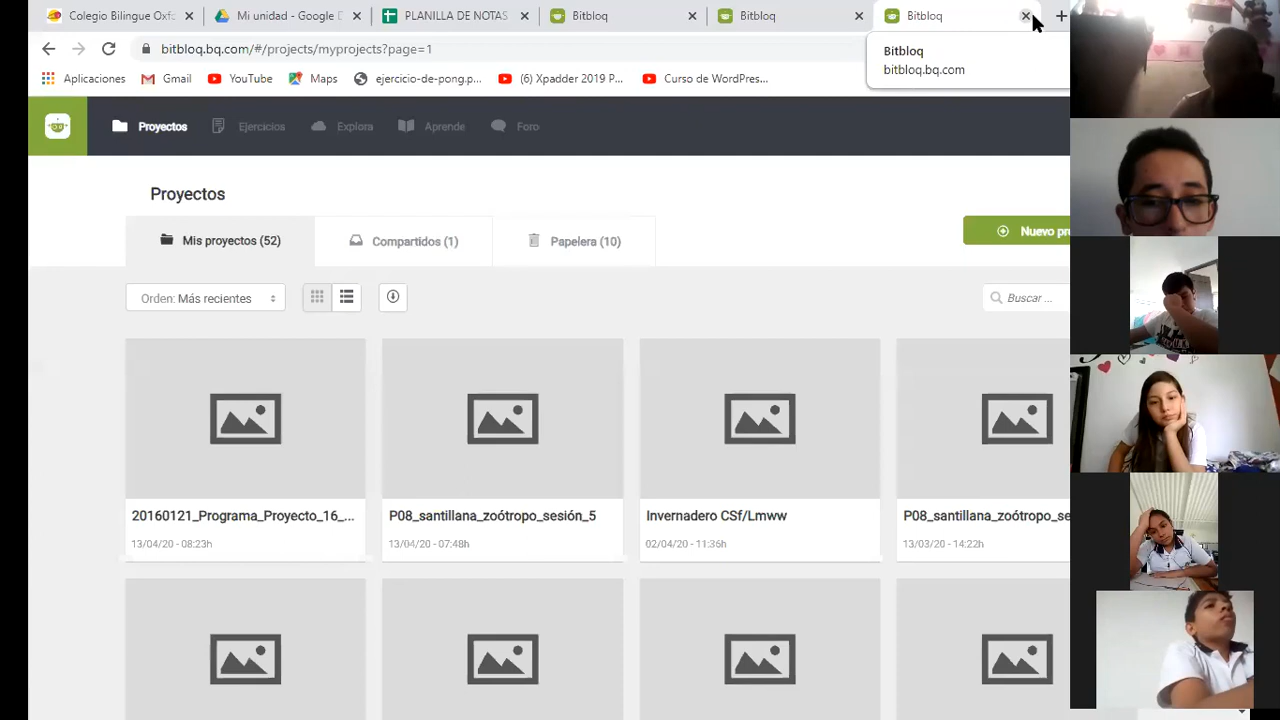 Colegio Bilingue Oxfo
Mi unidad - Google D
PLANILLA DE NOTAS
Bitbloq
Bitbloq
Bitbloq
bitbloq.bq.com/#/projects/myprojects?page=1
Bitbloq
bitbloq.bq.com
Aplicaciones
Gmail
YouTube
Maps
ejercicio-de-pong.p...
(6) Xpadder 2019 P...
Curso de WordPres...
Proyectos
Ejercicios
Explora
Aprende
Foro
Proyectos
Mis proyectos (52)
Compartidos (1)
Papelera (10)
Nuevo pro
Orden: Más recientes
Buscar ...
20160121_Programa_Proyecto_16_...
13/04/20 - 08:23h
P08_santillana_zoótropo_sesión_5
13/04/20 - 07:48h
Invernadero CSf/Lmww
02/04/20 - 11:36h
P08_santillana_zoótropo_se
13/03/20 - 14:22h